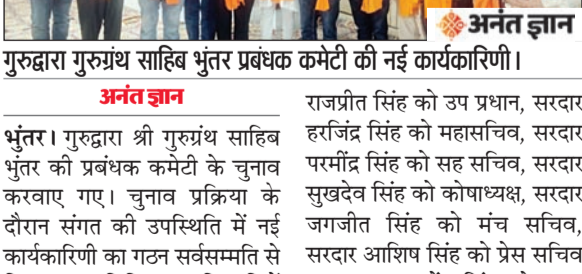 अनंत ज्ञान
गुरुद्वारा गुरुग्रंथ साहिब भुंतर प्रबंधक कमेटी की नई कार्यकारिणी।
अनंत ज्ञान
भुंतर। गुरुद्वारा श्री गुरुग्रंथ साहिब
भुंतर की प्रबंधक कमेटी के चुनाव
करवाए गए। चुनाव प्रक्रिया के
दौरान संगत की उपस्थिति में नई
कार्यकारिणी का गठन सर्वसम्मति से
राजप्रीत सिंह को उप प्रधान, सरदार
हरजिंद्र सिंह को महासचिव, सरदार
परमींद्र सिंह को सह सचिव, सरदार
सुखदेव सिंह को कोषाध्यक्ष, सरदार
जगजीत सिंह को मंच सचिव,
सरदार आशिष सिंह को प्रेस सचिव